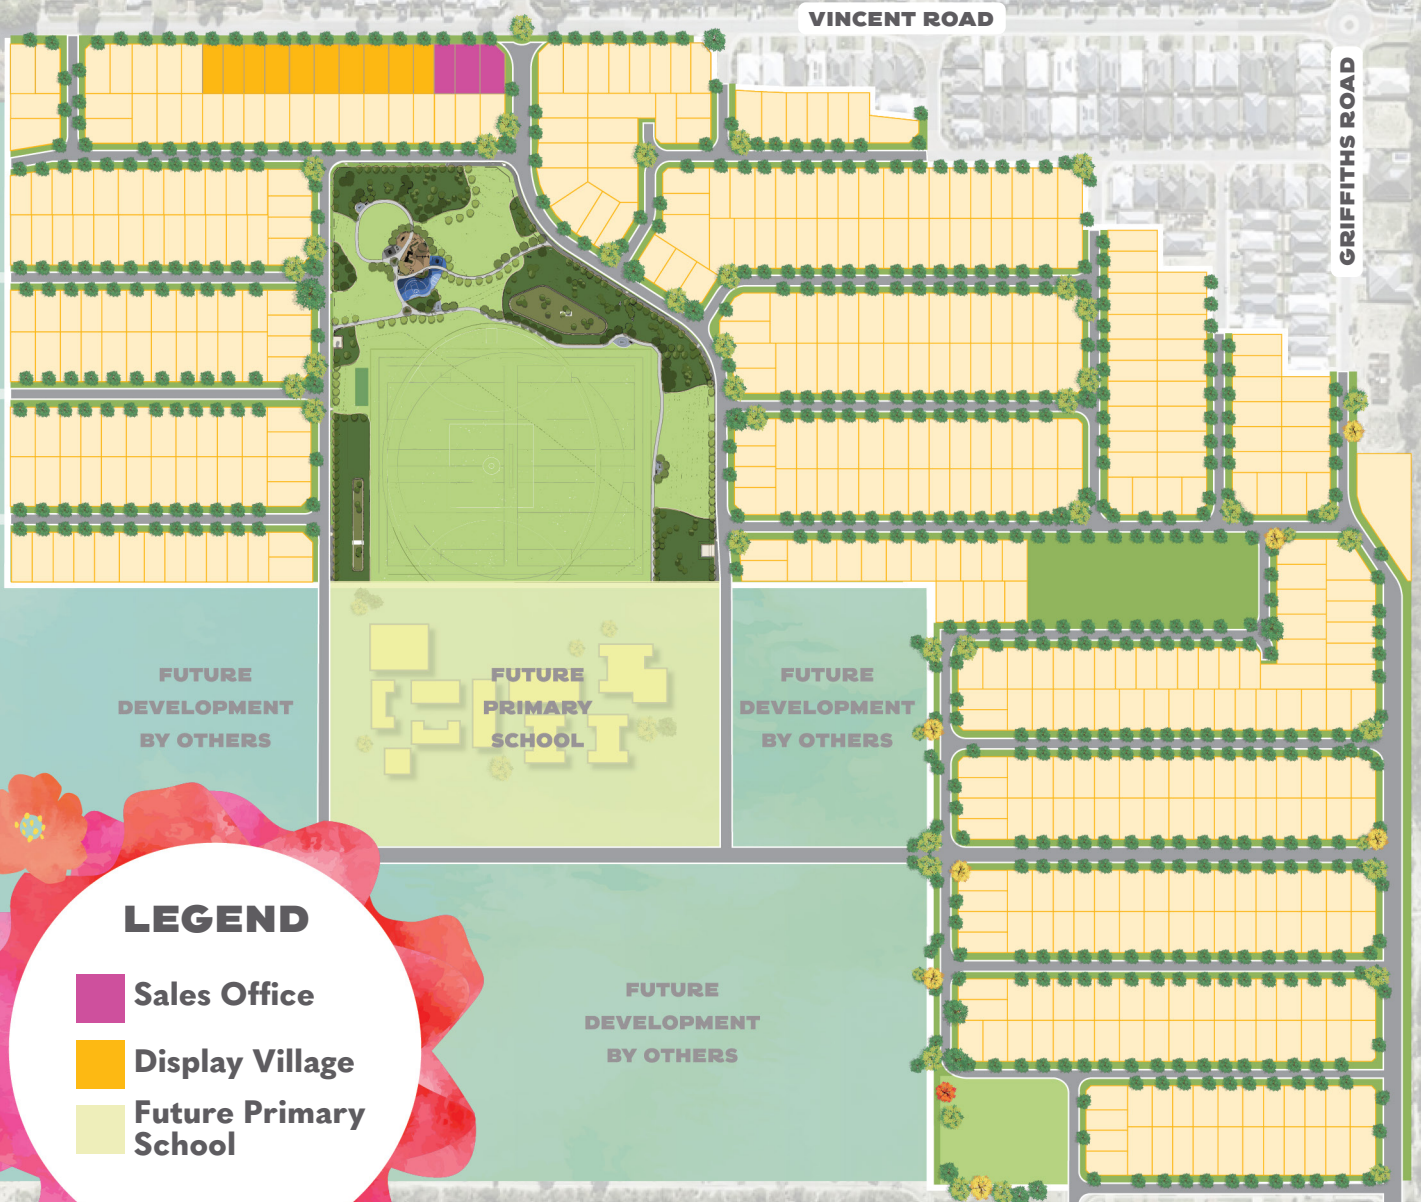 VINCENT ROAD
GRIFFITHS ROAD
FUTURE
DEVELOPMENT
BY OTHERS
FUTURE
PRIMARY
SCHOOL
FUTURE
DEVELOPMENT
BY OTHERS
FUTURE
DEVELOPMENT
BY OTHERS
LEGEND
Sales Office
Display Village
Future Primary
School